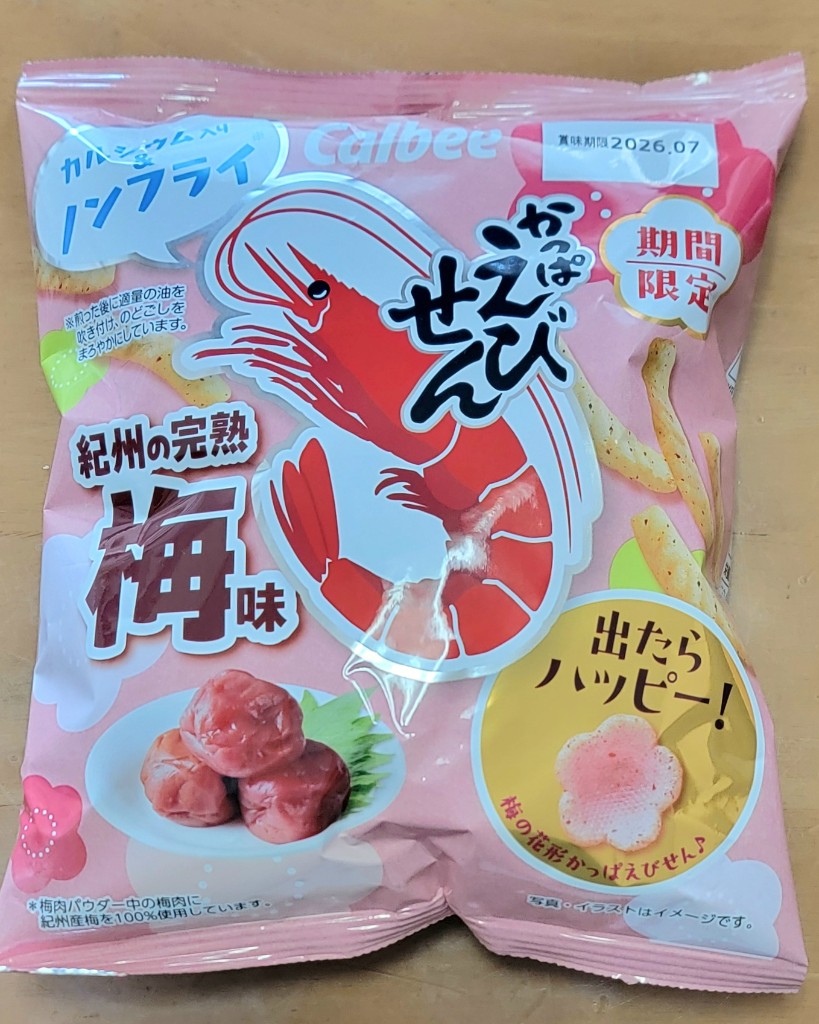 カルシウム入り
&
ノンフライ※
Calbee
賞味期限2026.07
期間
限定
かっぱ
えび
せん
※煎った後に適量の油を
吹き付け、のどごしを
まろやかにしています。
紀州の完熟
梅味
出たら
ハッピー!
梅の花形かっぱえびせん♪
*梅肉パウダー中の梅肉に
紀州産梅を100%使用しています。
写真・イラストはイメージです。